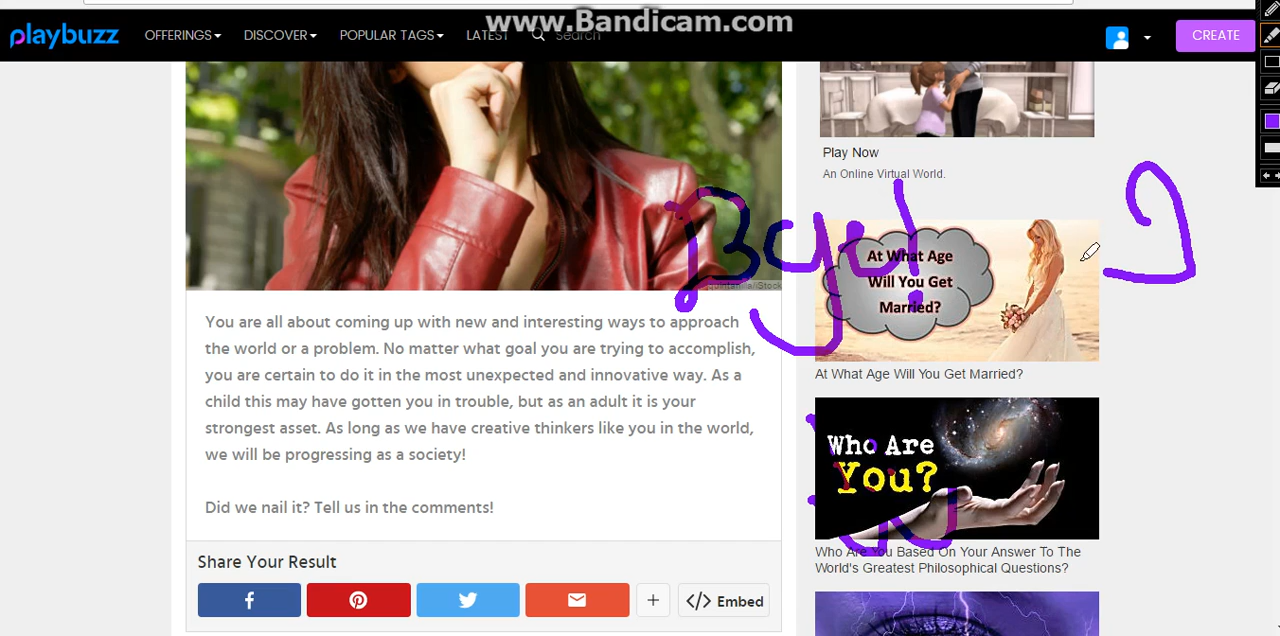 www.Bandicam.com
playbuzz OFFERINGS DISCOVER POPULAR TAGS LATEST Search CREATE
You are all about coming up with new and interesting ways to approach
the world or a problem. No matter what goal you are trying to accomplish,
you are certain to do it in the most unexpected and innovative way. As a
child this may have gotten you in trouble, but as an adult it is your
strongest asset. As long as we have creative thinkers like you in the world,
we will be progressing as a society!
Did we nail it? Tell us in the comments!
Share Your Result
f + </> Embed
Play Now
An Online Virtual World.
At What Age
Will You Get
Married?
At What Age Will You Get Married?
Who Are
You?
Who Are You Based On Your Answer To The
World's Greatest Philosophical Questions?